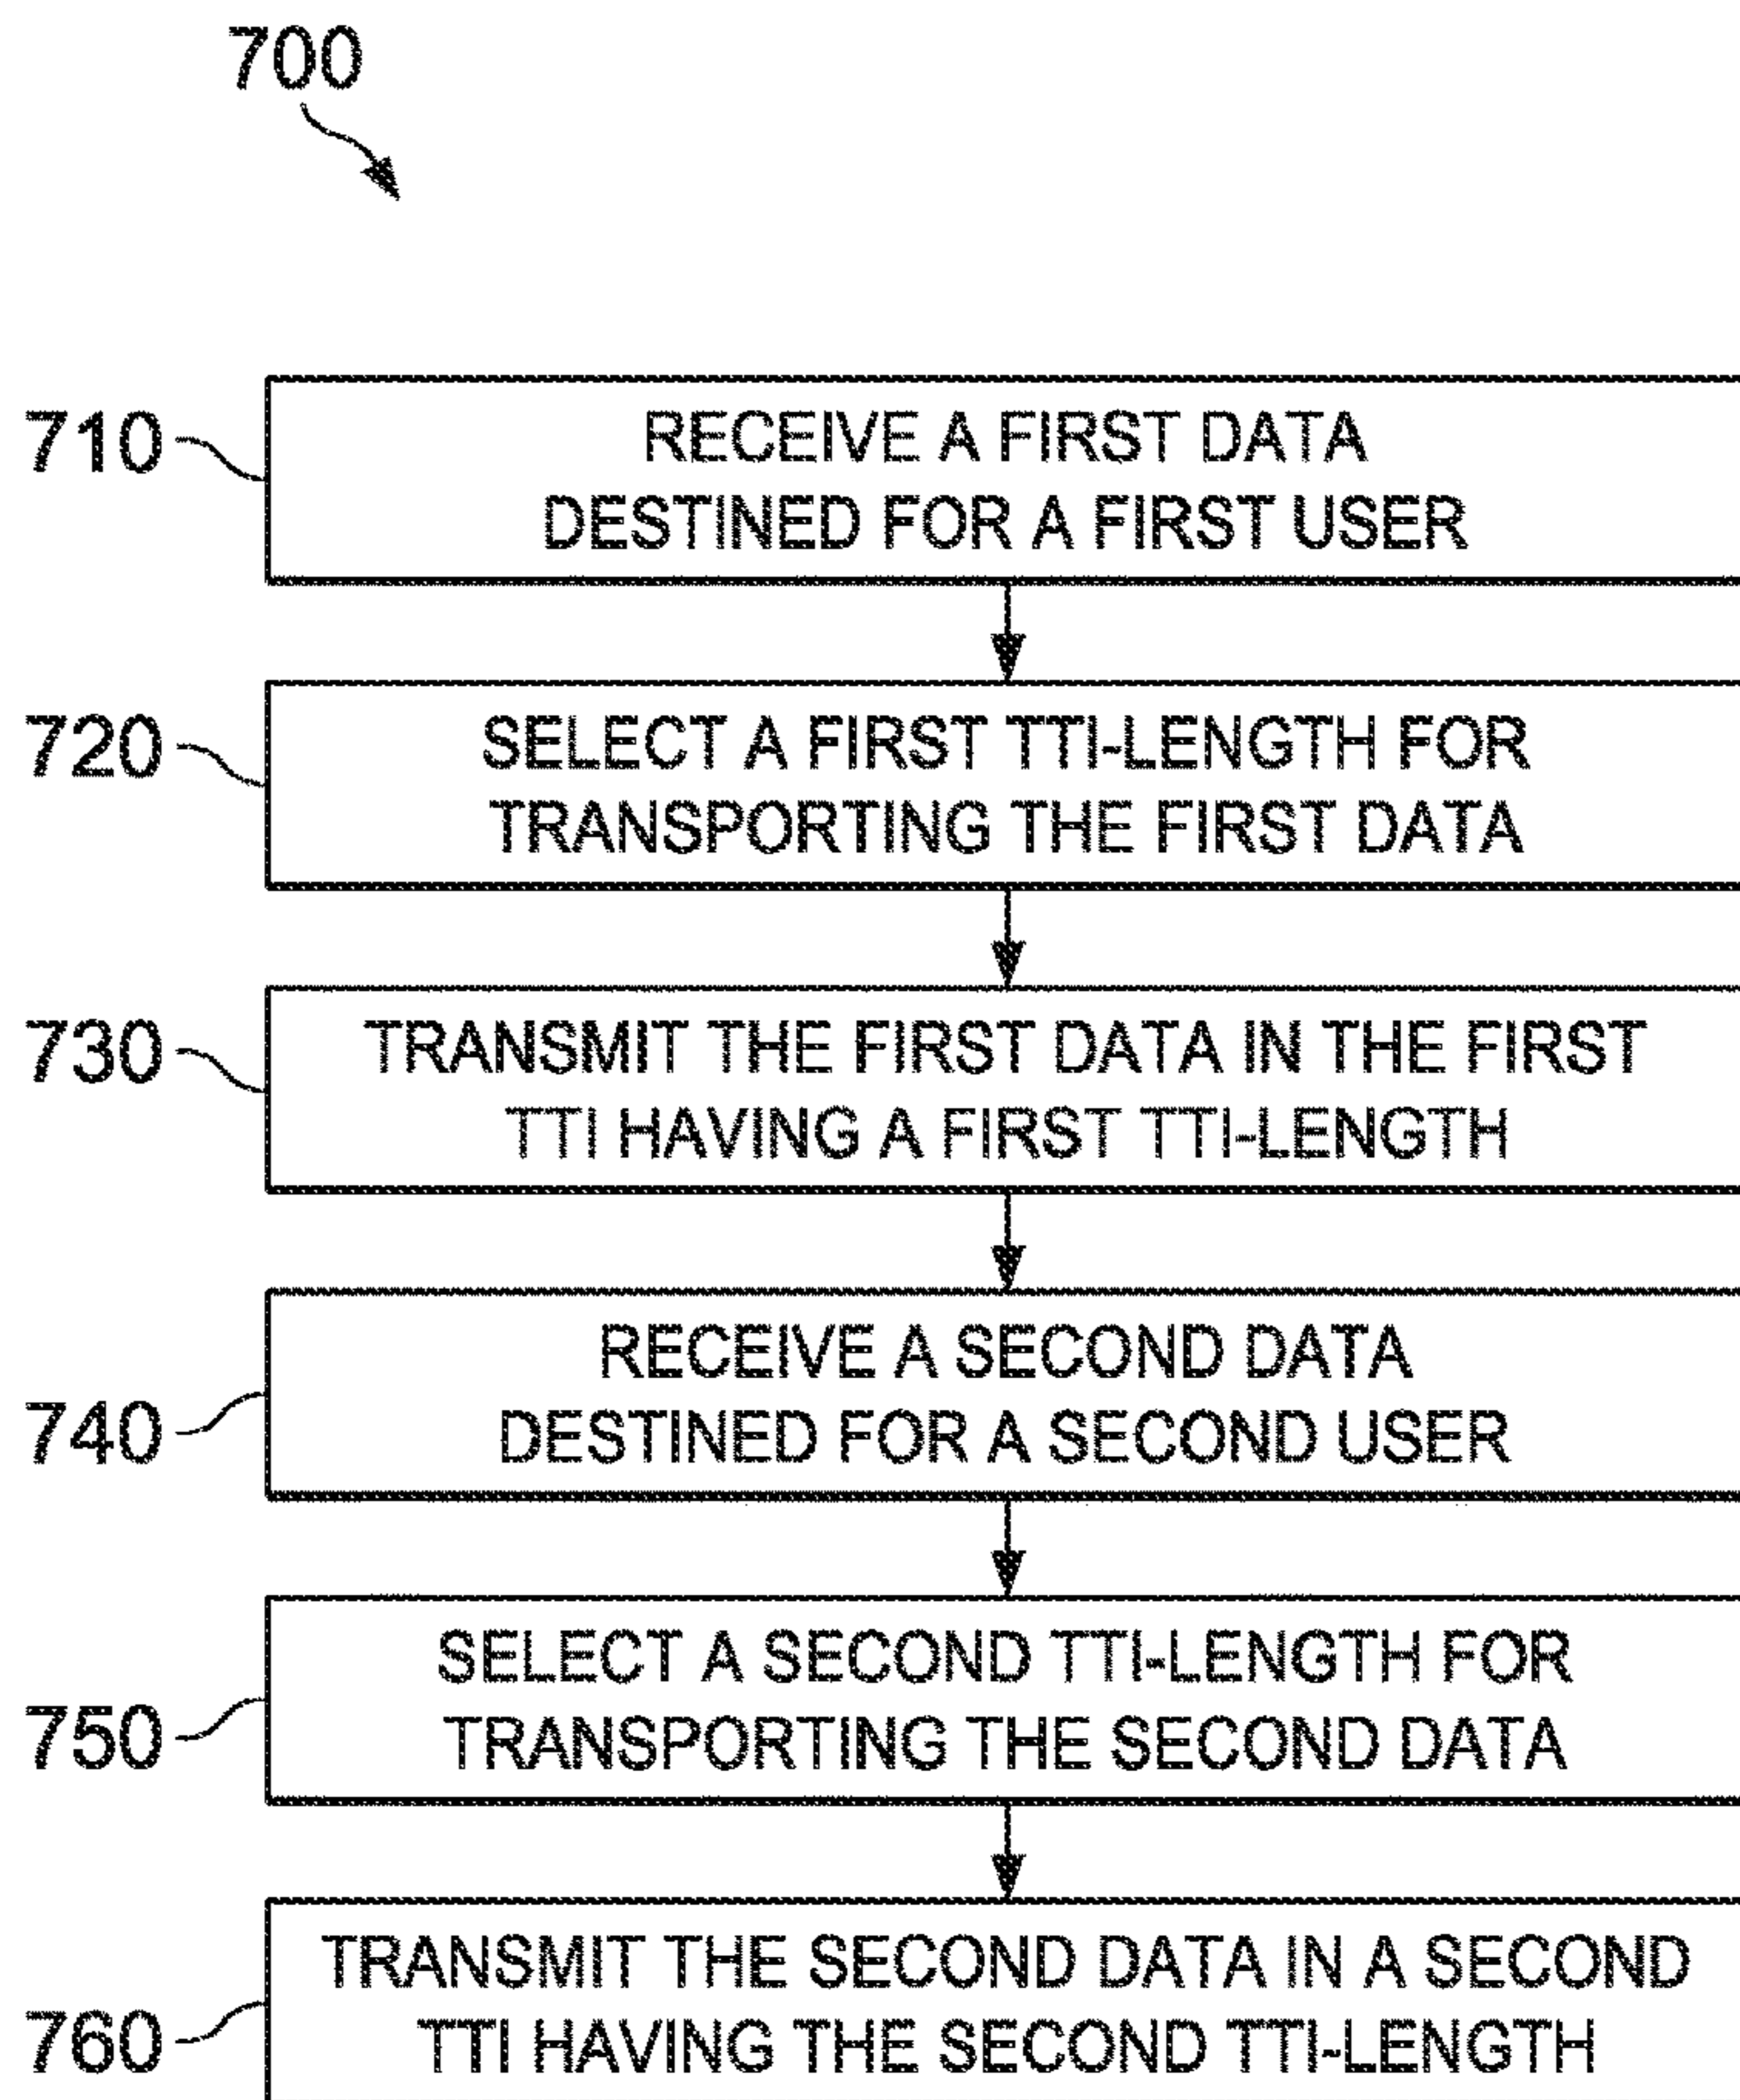 700
710
RECEIVE A FIRST DATA
DESTINED FOR A FIRST USER
720
SELECT A FIRST TTI-LENGTH FOR
TRANSPORTING THE FIRST DATA
730
TRANSMIT THE FIRST DATA IN THE FIRST
TTI HAVING A FIRST TTI-LENGTH
740
RECEIVE A SECOND DATA
DESTINED FOR A SECOND USER
750
SELECT A SECOND TTI-LENGTH FOR
TRANSPORTING THE SECOND DATA
760
TRANSMIT THE SECOND DATA IN A SECOND
TTI HAVING THE SECOND TTI-LENGTH